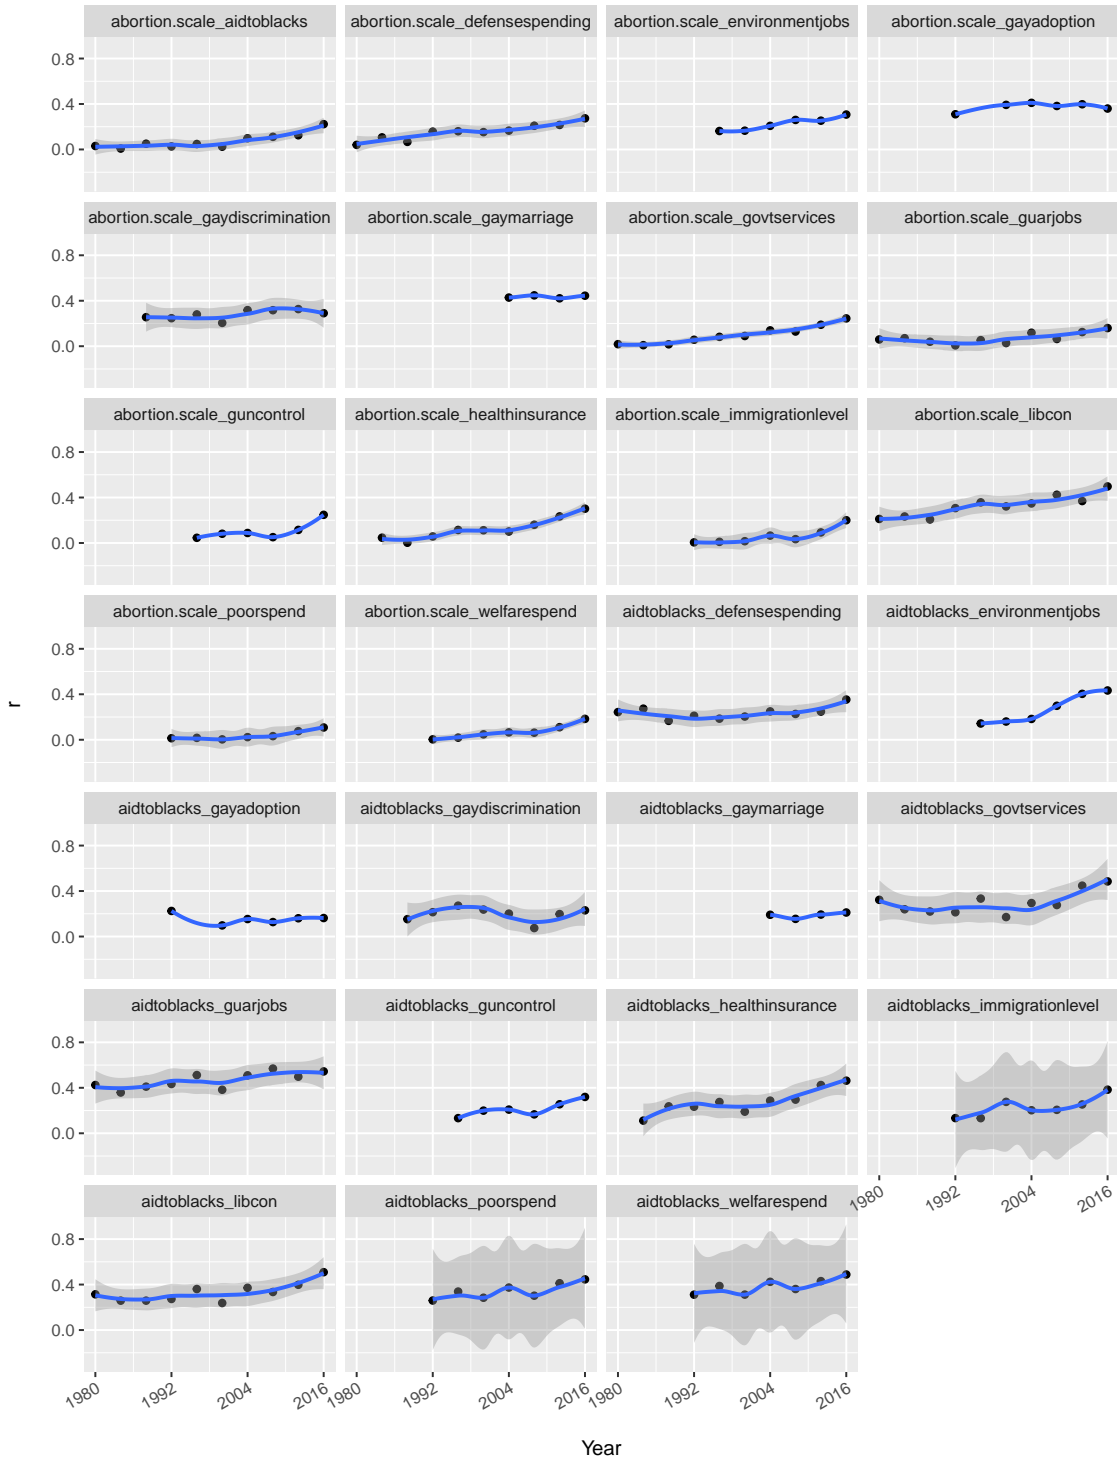 abortion.scale_aidtoblacks abortion.scale_defensespending abortion.scale_environmentjobs abortion.scale_gayadoption
0.8
0.4
0.0
abortion.scale_gaydiscrimination abortion.scale_gaymarriage abortion.scale_govtservices abortion.scale_guarjobs
0.8
0.4
0.0
abortion.scale_guncontrol abortion.scale_healthinsurance abortion.scale_immigrationlevel abortion.scale_libcon
0.8
0.4
0.0
abortion.scale_poorspend abortion.scale_welfarespend aidtoblacks_defensespending aidtoblacks_environmentjobs
0.8
0.4
0.0
r
aidtoblacks_gayadoption aidtoblacks_gaydiscrimination aidtoblacks_gaymarriage aidtoblacks_govtservices
0.8
0.4
0.0
aidtoblacks_guarjobs aidtoblacks_guncontrol aidtoblacks_healthinsurance aidtoblacks_immigrationlevel
0.8
0.4
0.0
1980 1992 2004 2016
aidtoblacks_libcon aidtoblacks_poorspend aidtoblacks_welfarespend
0.8
0.4
0.0
1980 1992 2004 2016 1980 1992 2004 2016 1980 1992 2004 2016
Year